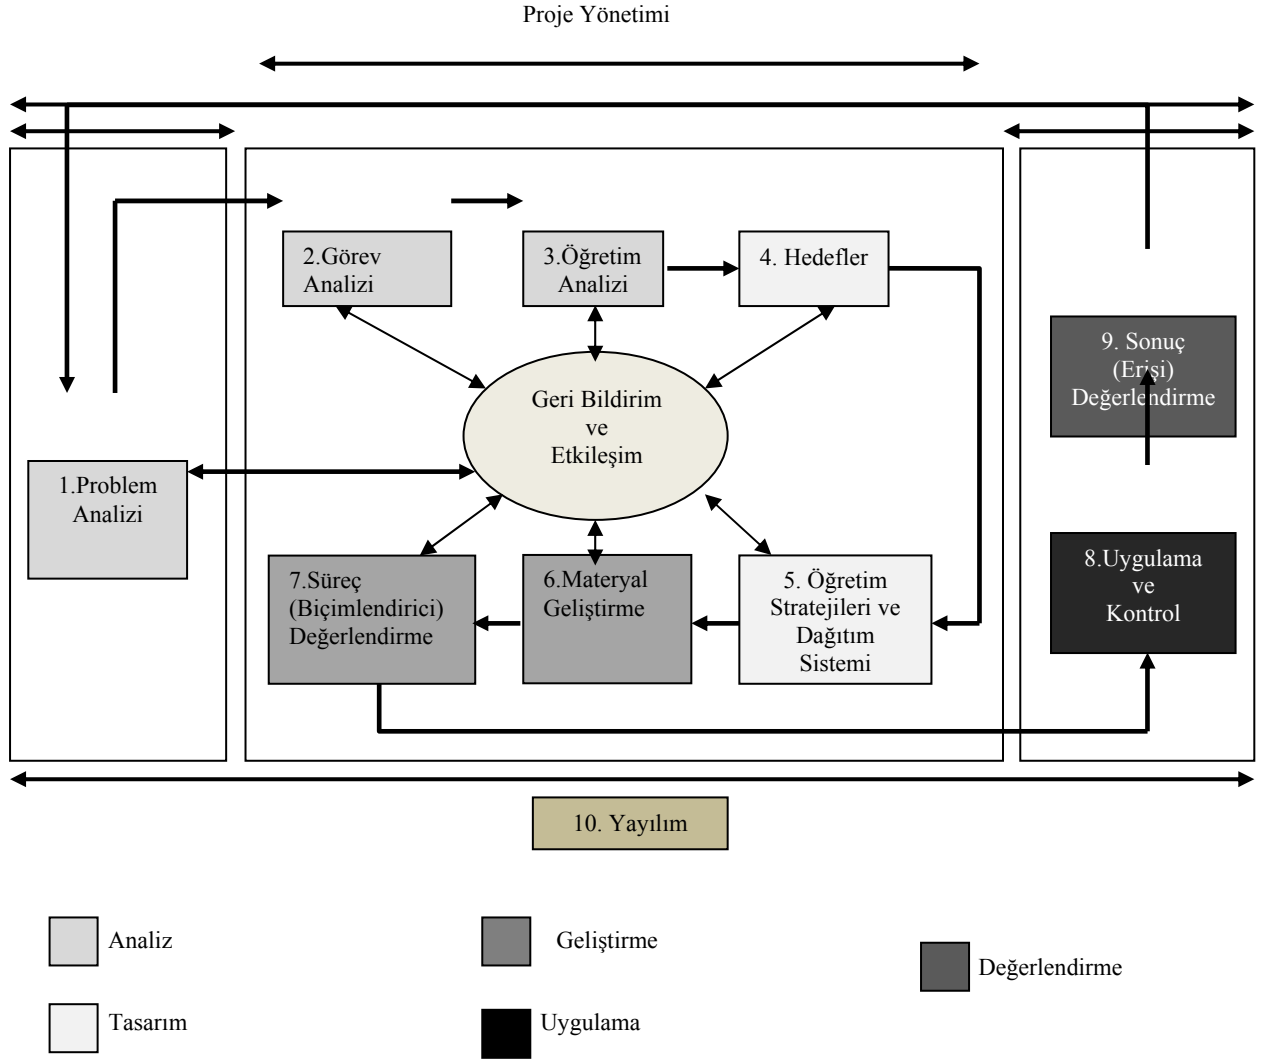 Proje Yönetimi
2.Görev
Analizi
3.Öğretim
Analizi
4. Hedefler
Geri Bildirim
ve
Etkileşim
1.Problem
Analizi
7.Süreç
(Biçimlendirici)
Değerlendirme
6.Materyal
Geliştirme
5. Öğretim
Stratejileri ve
Dağıtım
Sistemi
9. Sonuç
(Erişi)
Değerlendirme
8.Uygulama
ve
Kontrol
10. Yayılım
Analiz
Geliştirme
Değerlendirme
Tasarım
Uygulama